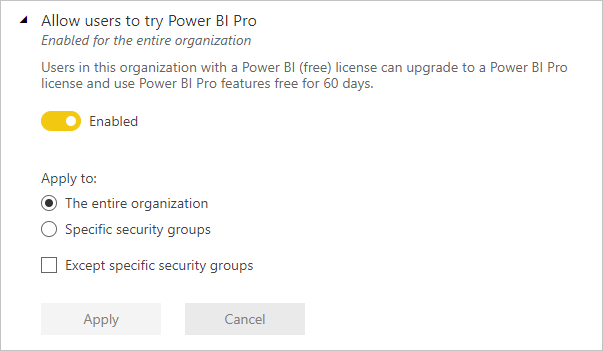 Allow users to try Power BI Pro
Enabled for the entire organization
Users in this organization with a Power BI (free) license can upgrade to a Power BI Pro
license and use Power BI Pro features free for 60 days.
Enabled
Apply to:
The entire organization
Specific security groups
Except specific security groups
Apply
Cancel